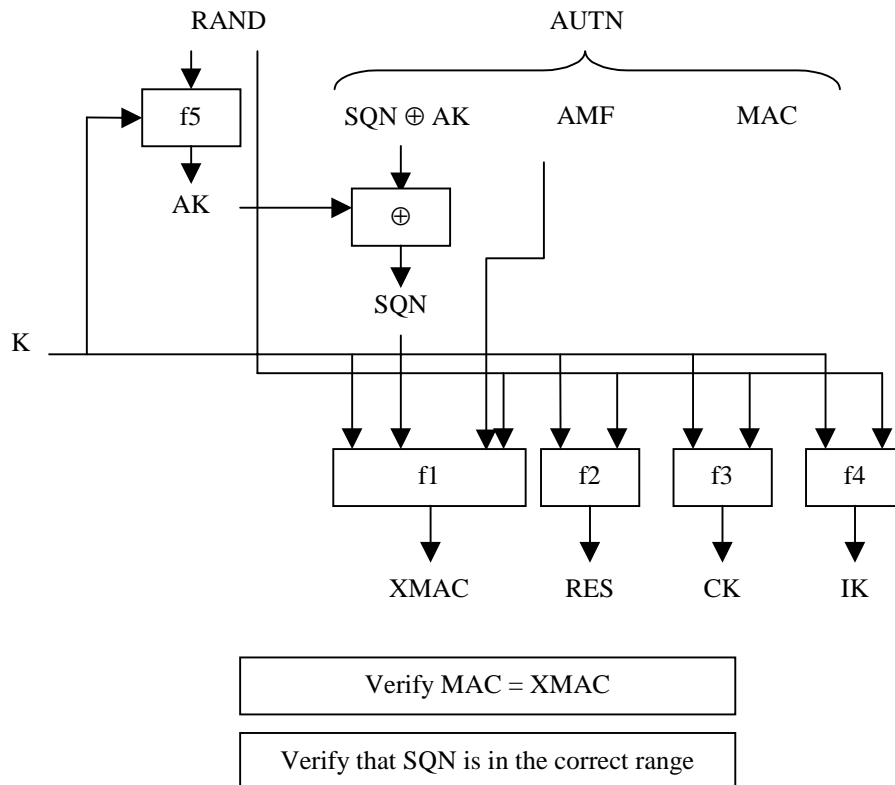 RAND AUTN
f5 SQN ⊕ AK AMF MAC
AK ⊕
SQN
K
f1 f2 f3 f4
XMAC RES CK IK
Verify MAC = XMAC
Verify that SQN is in the correct range